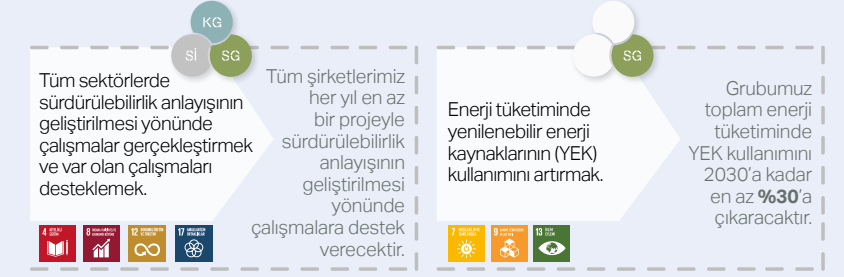 KG
Sİ
SG
Tüm sektörlerde
sürdürülebilirlik anlayışının
geliştirilmesi yönünde
çalışmalar gerçekleştirmek
ve var olan çalışmaları
desteklemek.
4
8
12
17
Tüm şirketlerimiz
her yıl en az
bir projeyle
sürdürülebilirlik
anlayışının
geliştirilmesi
yönünde
çalışmalara destek
verecektir.
SG
Enerji tüketiminde
yenilenebilir enerji
kaynaklarının (YEK)
kullanımını artırmak.
7
9
13
Grubumuz
toplam enerji
tüketiminde
YEK kullanımını
2030'a kadar
en az %30'a
çıkaracaktır.